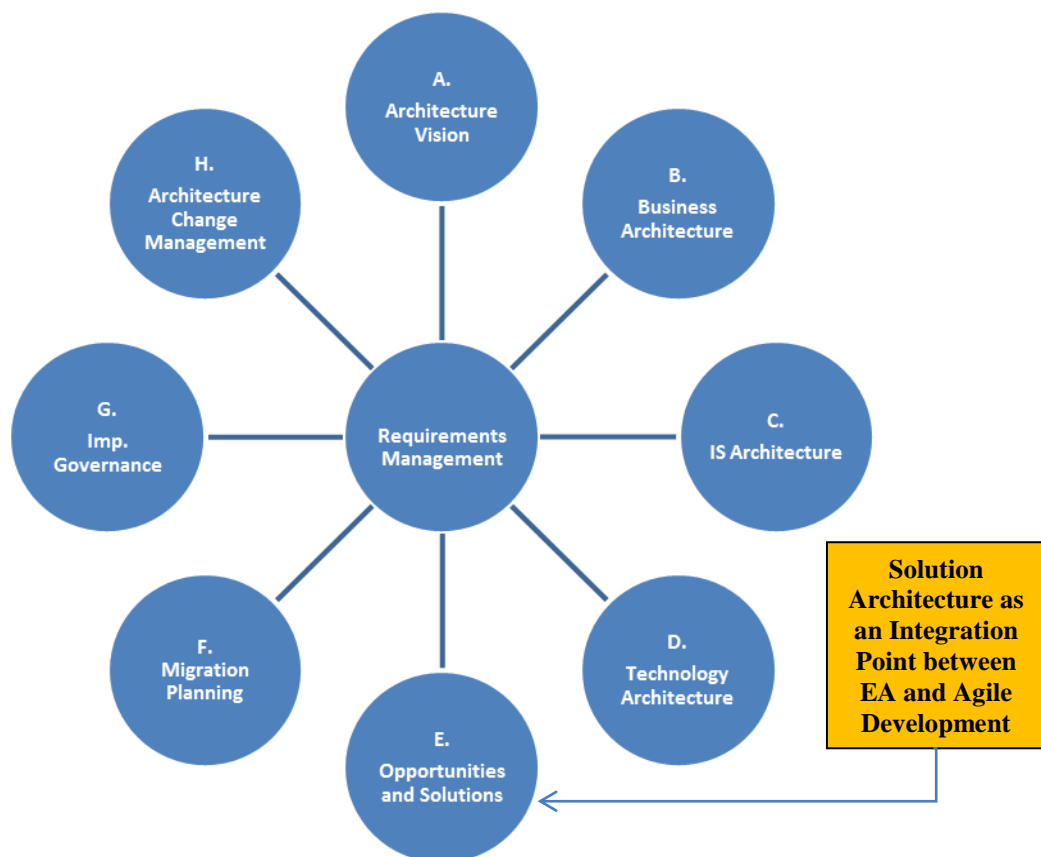 A.
Architecture
Vision
B.
Business
Architecture
C.
IS Architecture
D.
Technology
Architecture
E.
Opportunities
and Solutions
F.
Migration
Planning
G.
Imp.
Governance
H.
Architecture
Change
Management
Requirements
Management
Solution
Architecture as
an Integration
Point between
EA and Agile
Development